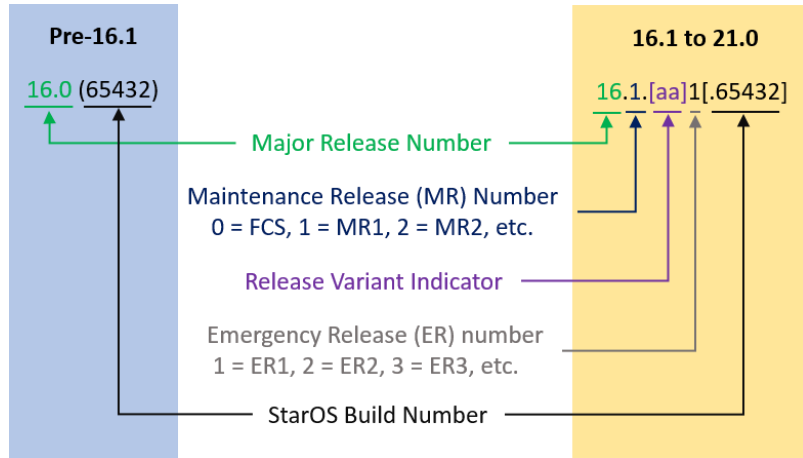 Pre-16.1
16.1 to 21.0
16.0 (65432)
16.1.[aa]1[.65432]
Major Release Number
Maintenance Release (MR) Number
0 = FCS, 1 = MR1, 2 = MR2, etc.
Release Variant Indicator
Emergency Release (ER) number
1 = ER1, 2 = ER2, 3 = ER3, etc.
StarOS Build Number